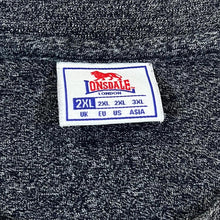 LONSDALE
LONDON
2XL 2XL 2XL 3XL
UK EU US ASIA